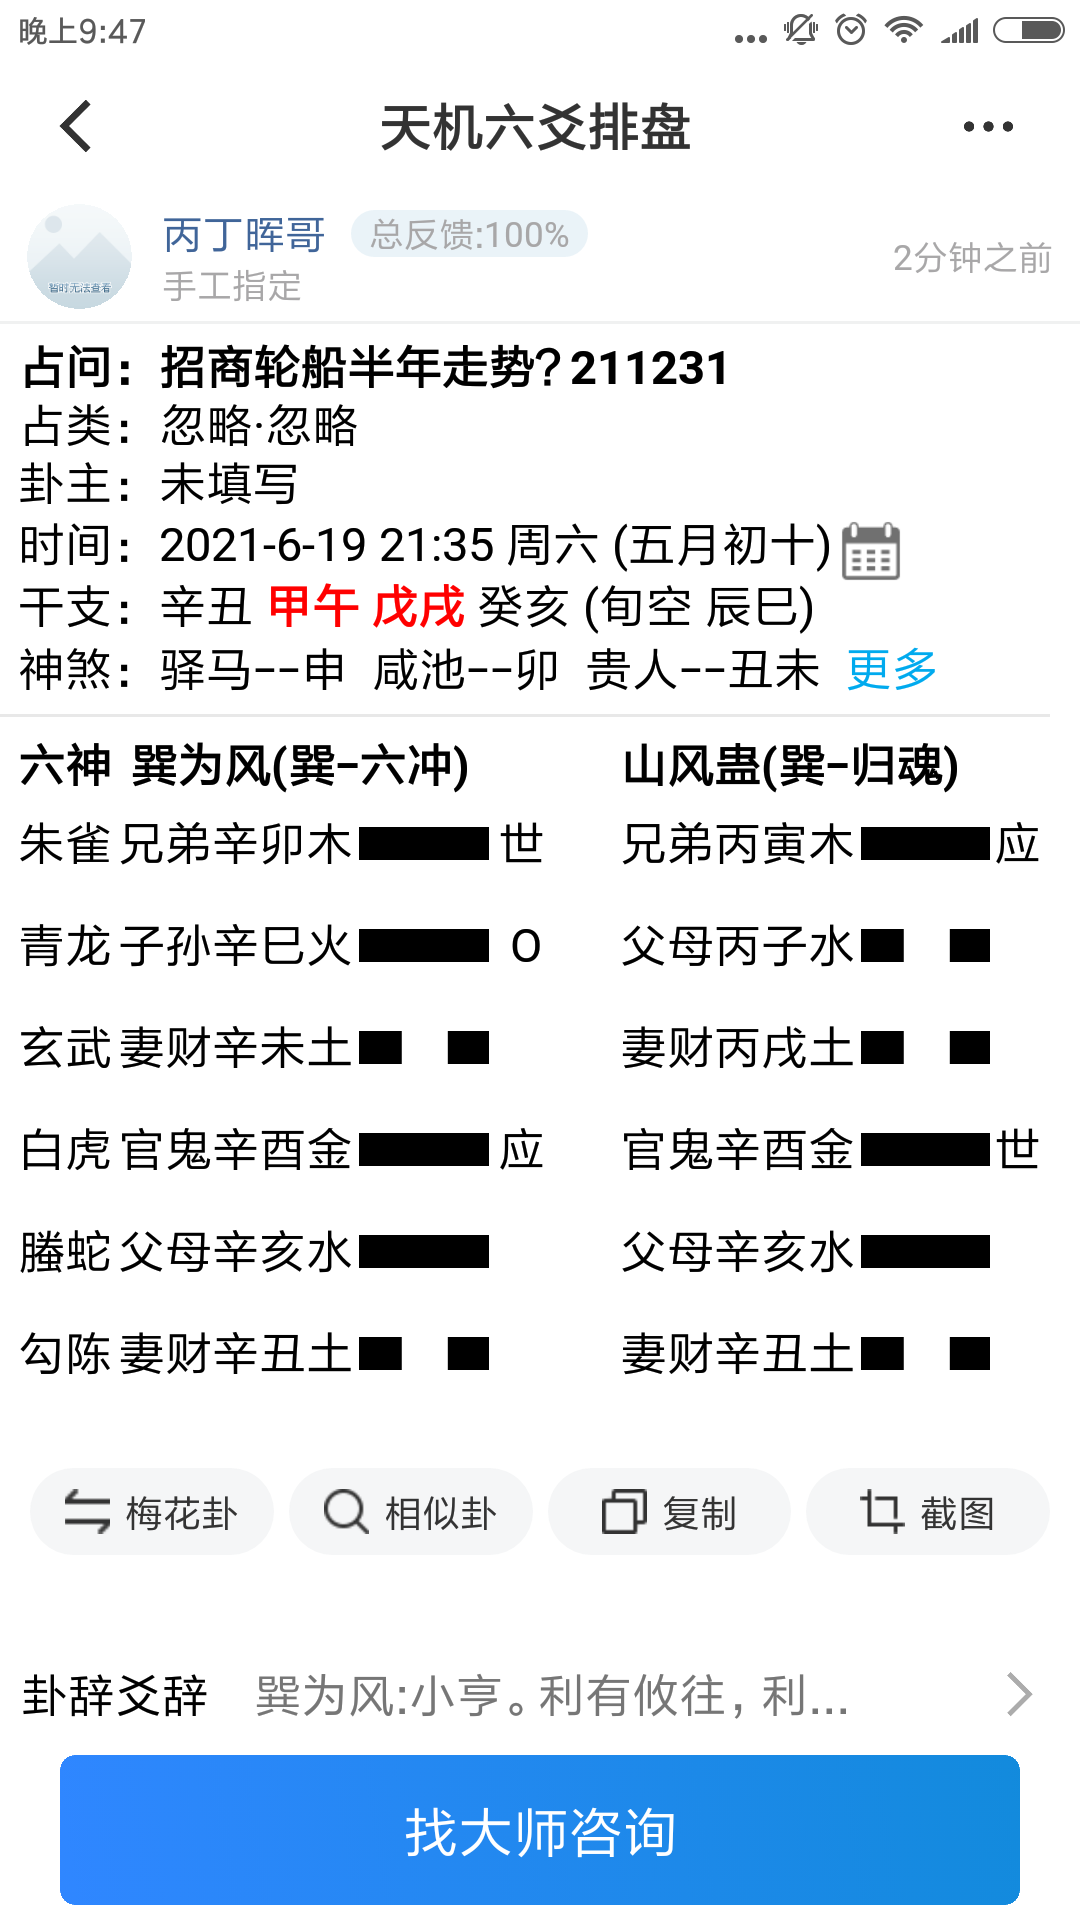 晚上9:47
天机六爻排盘
丙丁晖哥 总反馈:100%
手工指定
2分钟之前
暂时无法查看
占问：招商轮船半年走势?211231
占类：忽略·忽略
卦主：未填写
时间：2021-6-19 21:35 周六 (五月初十)
干支：辛丑 甲午 戊戌 癸亥 (旬空 辰巳)
神煞：驿马--申 咸池--卯 贵人--丑未 更多
六神 巽为风(巽-六冲) 山风蛊(巽-归魂)
朱雀 兄弟辛卯木 世 兄弟丙寅木 应
青龙 子孙辛巳火 O 父母丙子水
玄武 妻财辛未土 妻财丙戌土
白虎 官鬼辛酉金 应 官鬼辛酉金 世
螣蛇 父母辛亥水 父母辛亥水
勾陈 妻财辛丑土 妻财辛丑土
梅花卦 相似卦 复制 截图
卦辞爻辞 巽为风:小亨。利有攸往，利...
找大师咨询